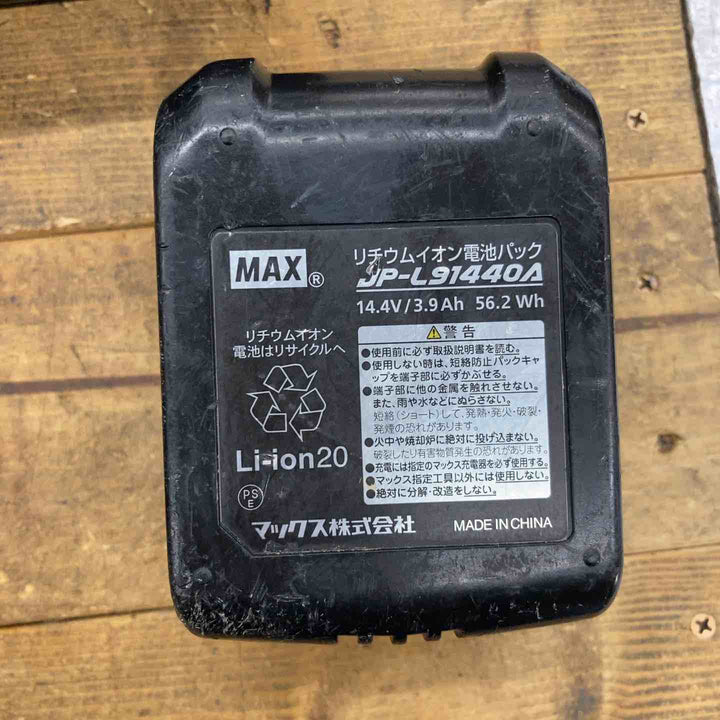 MAX®
リチウムイオン電池パック
JP-L91440A
14.4V/3.9Ah 56.2Wh
リチウムイオン
電池はリサイクルへ
Li-ion20
PS
E
⚠警告
●使用前に必ず取扱説明書を読む。
●使用しない時は、短絡防止パックキャ
ップを端子部に必ずかぶせる。
●端子部に他の金属を触れさせない。
また、雨や水などにぬらさない。
短絡(ショート)して、発熱・発火・破裂・
発煙の恐れがあります。
●火中や焼却炉に絶対に投げ込まない。
破裂したり有害物質発生の恐れがあります。
●充電には指定のマックス充電器を必ず使用する。
●マックス指定工具以外には使用しない。
●絶対に分解・改造をしない。
マックス株式会社
MADE IN CHINA